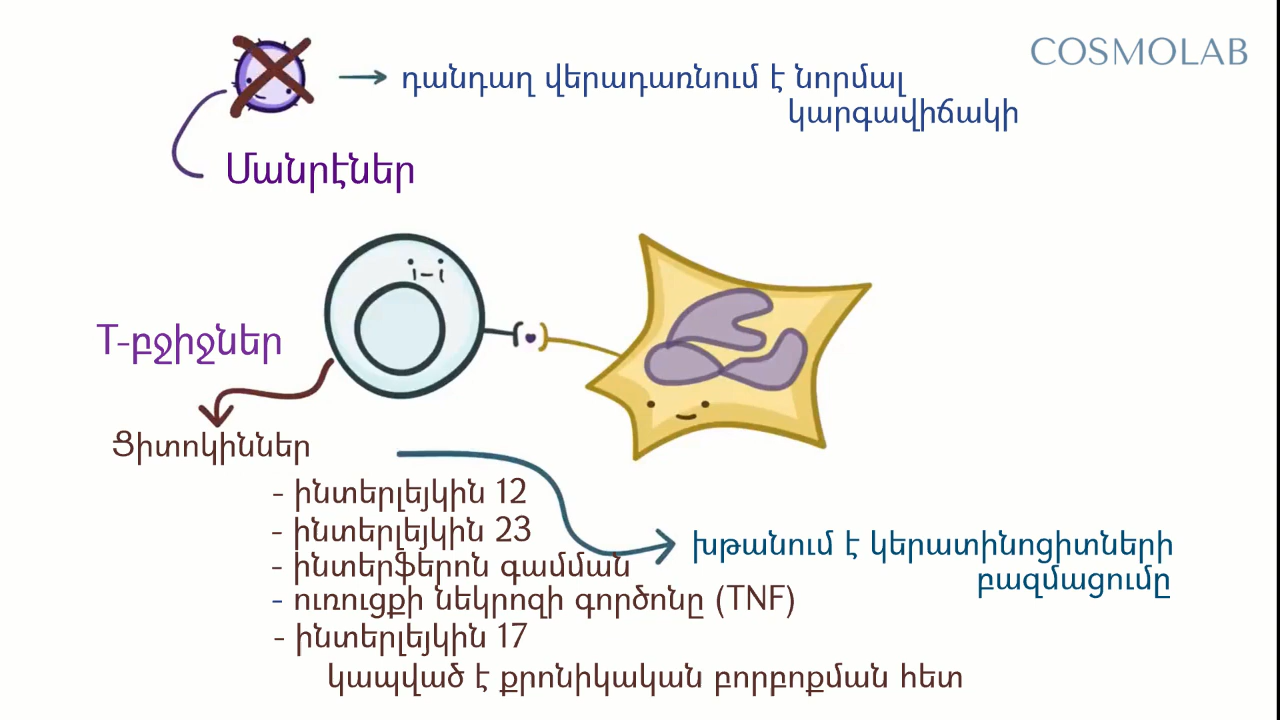 COSMOLAB
դանդաղ վերադառնում է նորմալ
կարգավիճակի
Մանրէներ
T-բջիջներ
Ցիտոկիններ
- ինտերլեյկին 12
- ինտերլեյկին 23
- ինտերֆերոն գամման
- ուռուցքի նեկրոզի գործոնը (TNF)
- ինտերլեյկին 17
կապված է քրոնիկական բորբոքման հետ
խթանում է կերատինոցիտների
բազմացումը